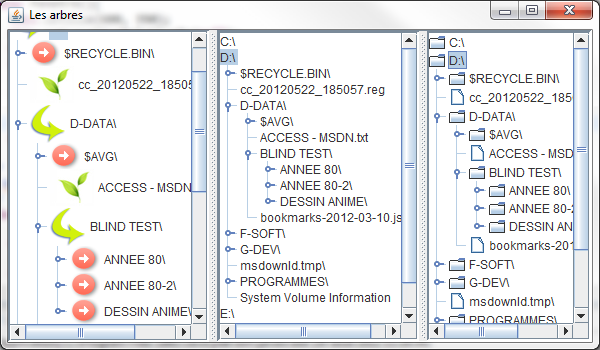 Les arbres
$RECYCLE.BIN\
cc_20120522_1850
D-DATA\
$AVG\
ACCESS - MSDN
BLIND TEST\
ANNEE 80\
ANNEE 80-2\
DESSIN ANIME\
C:\
D:\
$RECYCLE.BIN\
cc_20120522_185057.reg
D-DATA\
$AVG\
ACCESS - MSDN.txt
BLIND TEST\
ANNEE 80\
ANNEE 80-2\
DESSIN ANIME\
bookmarks-2012-03-10.js
F-SOFT\
G-DEV\
msdownld.tmp\
PROGRAMMES\
System Volume Information
E:\
C:\
D:\
$RECYCLE.BIN\
cc_20120522_185
D-DATA\
$AVG\
ACCESS - MSD
BLIND TEST\
ANNEE 80\
ANNEE 80-2
DESSIN ANI
bookmarks-201
F-SOFT\
G-DEV\
msdownld.tmp\
PROGRAMMES\